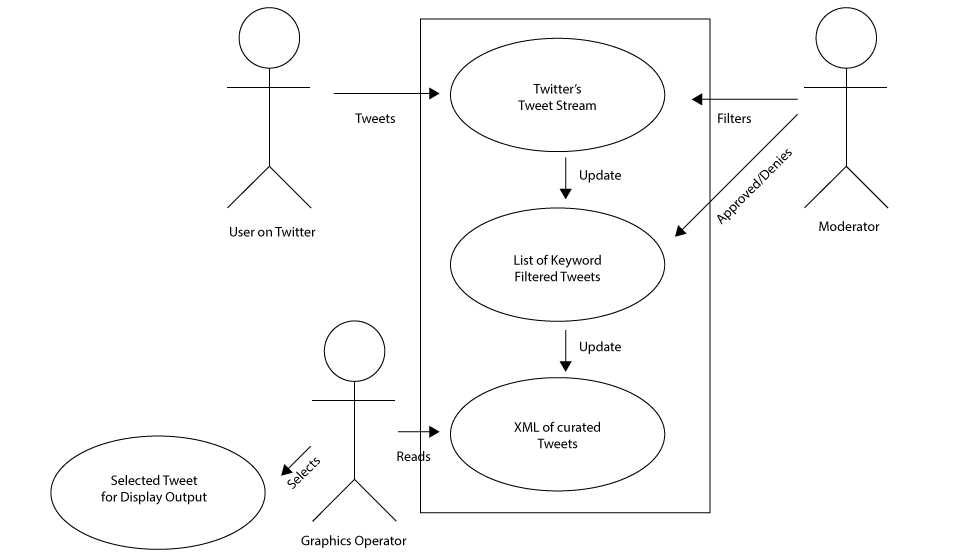 Twitter's
Tweet Stream
Tweets
Filters
Update
Approved/Denies
User on Twitter
Moderator
List of Keyword
Filtered Tweets
Update
XML of curated
Tweets
Reads
Selects
Selected Tweet
for Display Output
Graphics Operator